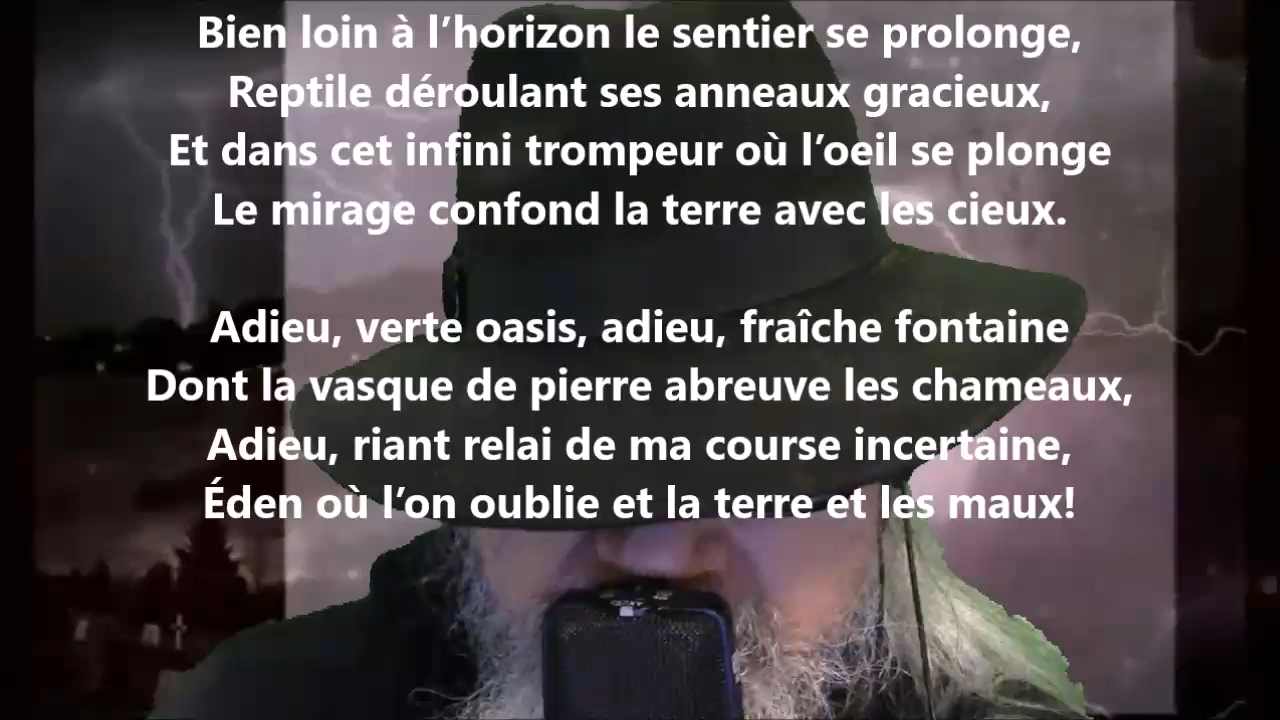 Bien loin à l’horizon le sentier se prolonge,
Reptile déroulant ses anneaux gracieux,
Et dans cet infini trompeur où l’oeil se plonge
Le mirage confond la terre avec les cieux.
Adieu, verte oasis, adieu, fraîche fontaine
Dont la vasque de pierre abreuve les chameaux,
Adieu, riant relai de ma course incertaine,
Éden où l’on oublie et la terre et les maux!